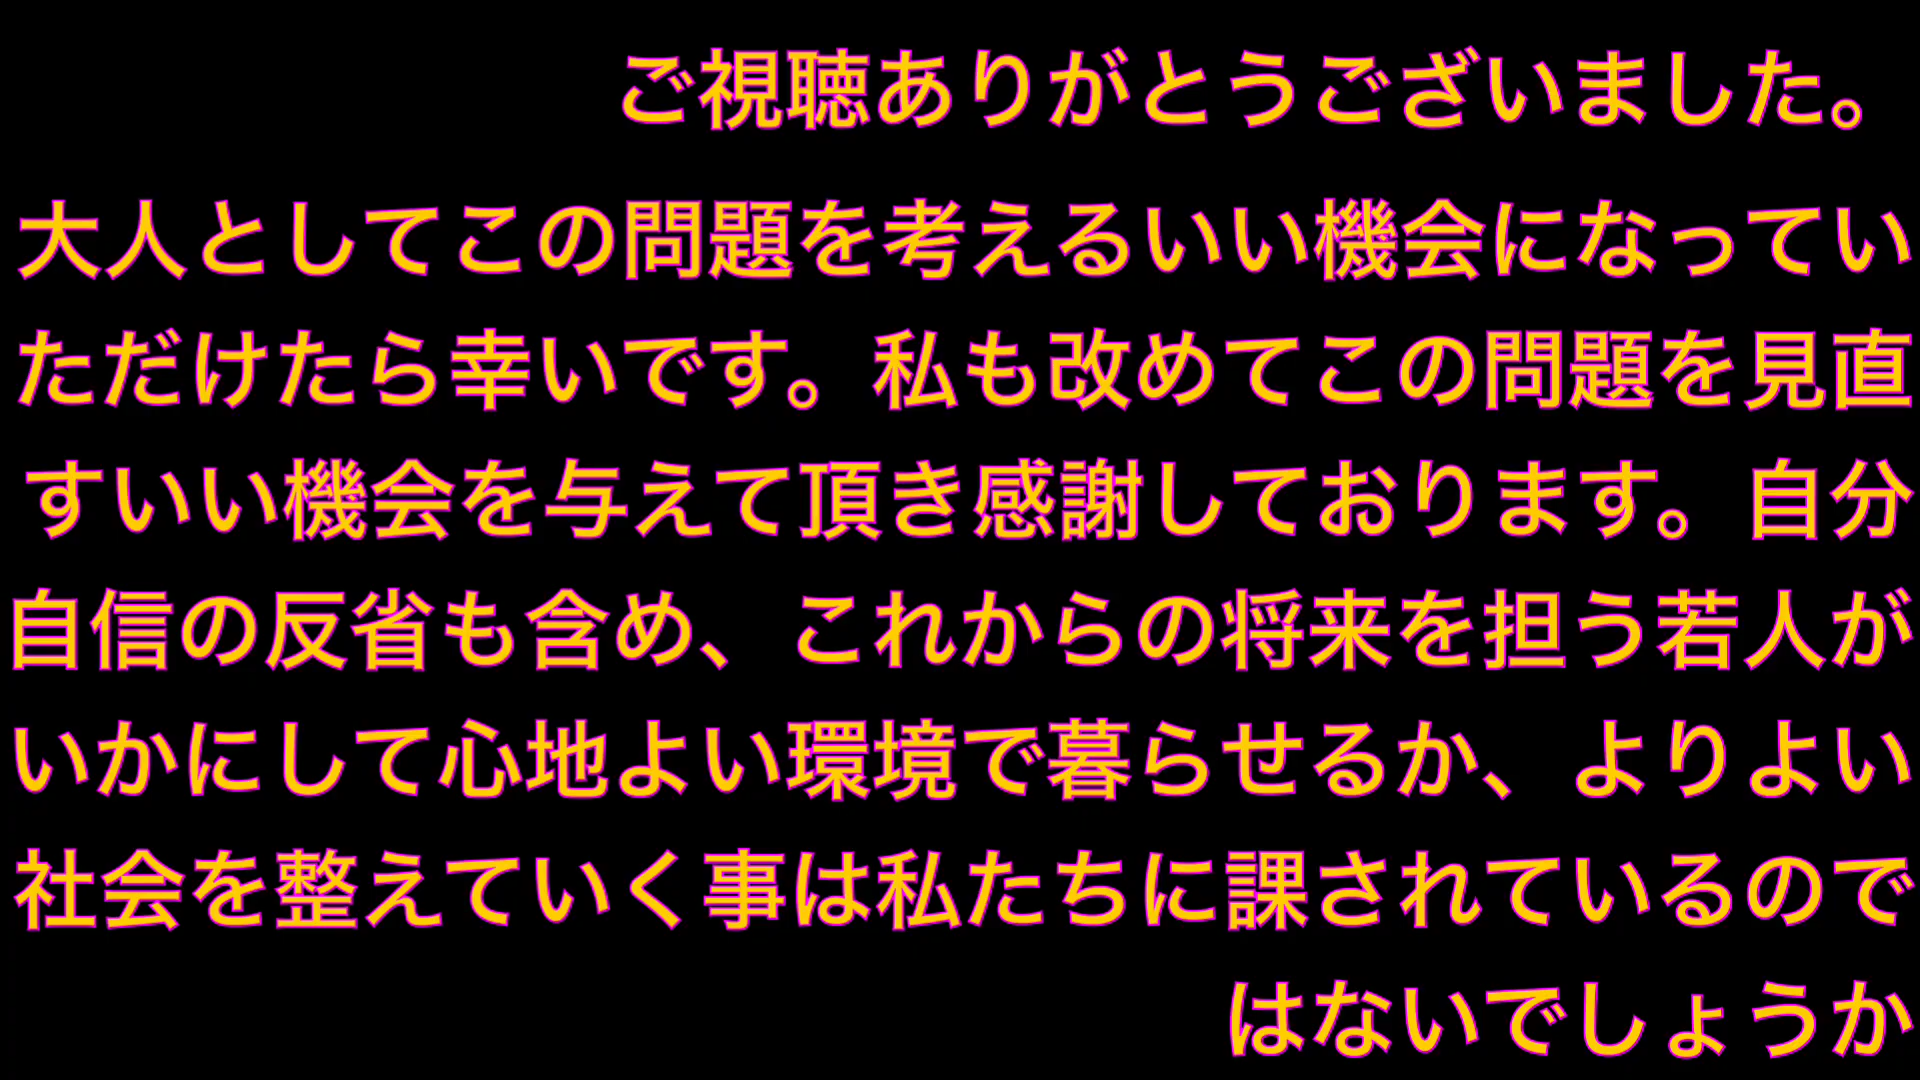 ご視聴ありがとうございました。
大人としてこの問題を考えるいい機会になってい
ただけたら幸いです。私も改めてこの問題を見直
すいい機会を与えて頂き感謝しております。自分
自信の反省も含め、これからの将来を担う若人が
いかにして心地よい環境で暮らせるか、よりよい
社会を整えていく事は私たちに課されているので
はないでしょうか